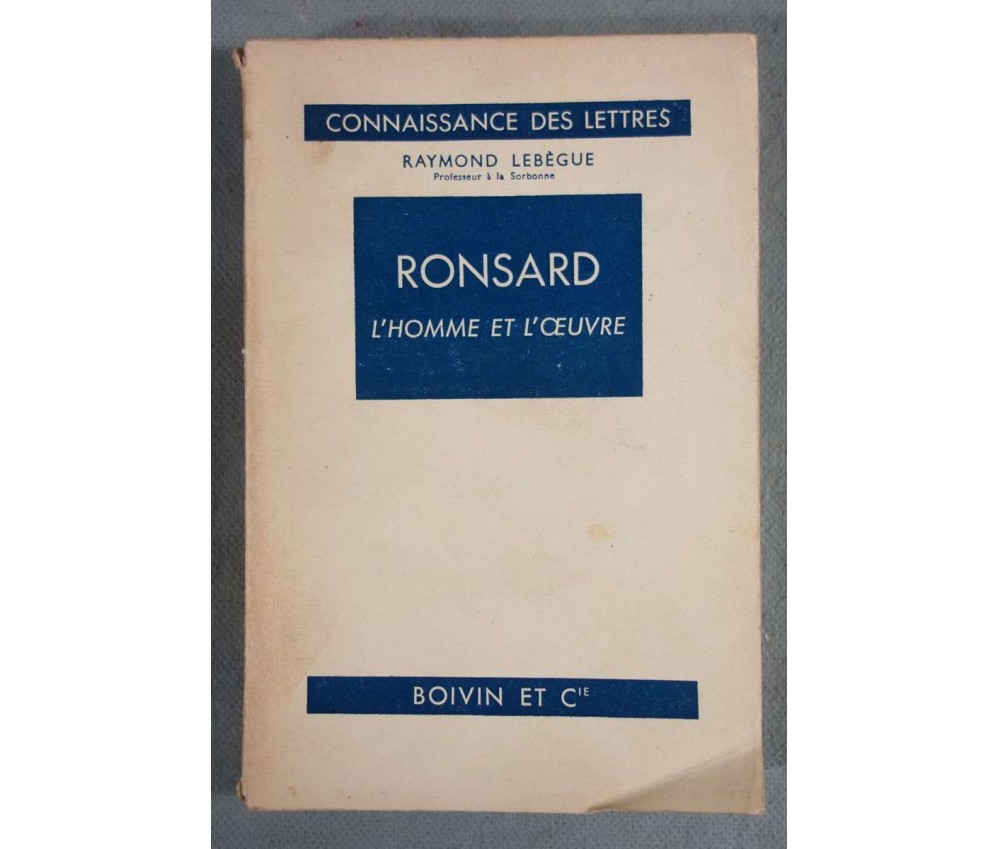 CONNAISSANCE DES LETTRES
RAYMOND LEBÈGUE
Professeur à la Sorbonne
RONSARD
L'HOMME ET L'ŒUVRE
BOIVIN ET CIE